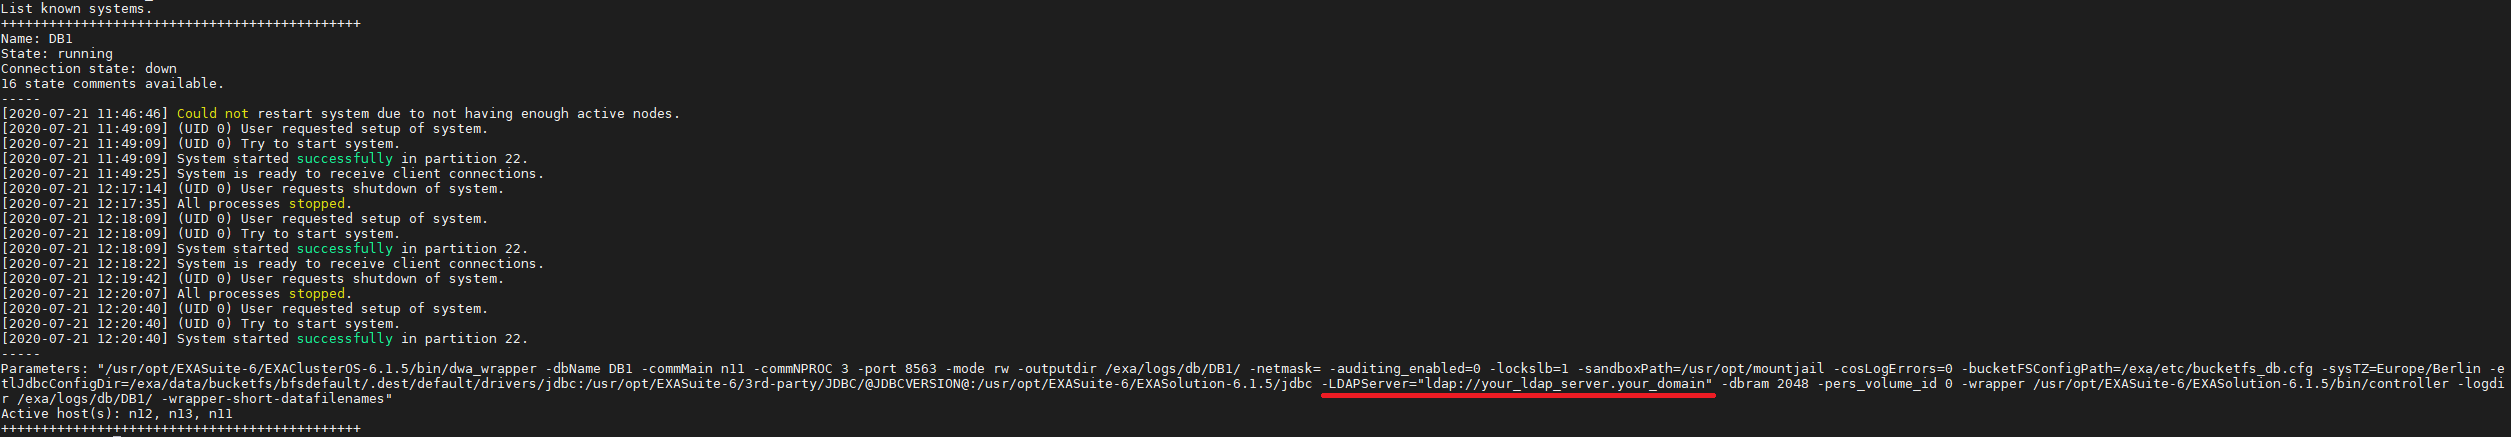 List known systems.
+++++++++++++++++++++++++++++++++++++++++++++
Name: DB1
State: running
Connection state: down
16 state comments available.
-----
[2020-07-21 11:46:46] Could not restart system due to not having enough active nodes.
[2020-07-21 11:49:09] (UID 0) User requested setup of system.
[2020-07-21 11:49:09] (UID 0) Try to start system.
[2020-07-21 11:49:09] System started successfully in partition 22.
[2020-07-21 11:49:25] System is ready to receive client connections.
[2020-07-21 12:17:14] (UID 0) User requests shutdown of system.
[2020-07-21 12:17:35] All processes stopped.
[2020-07-21 12:18:09] (UID 0) User requested setup of system.
[2020-07-21 12:18:09] (UID 0) Try to start system.
[2020-07-21 12:18:09] System started successfully in partition 22.
[2020-07-21 12:18:22] System is ready to receive client connections.
[2020-07-21 12:19:42] (UID 0) User requests shutdown of system.
[2020-07-21 12:20:07] All processes stopped.
[2020-07-21 12:20:40] (UID 0) User requested setup of system.
[2020-07-21 12:20:40] (UID 0) Try to start system.
[2020-07-21 12:20:40] System started successfully in partition 22.
-----
Parameters: "/usr/opt/EXASuite-6/EXAClusterOS-6.1.5/bin/dwa_wrapper -dbName DB1 -commMain n11 -commNPROC 3 -port 8563 -mode rw -outputdir /exa/logs/db/DB1/ -netmask= -auditing_enabled=0 -lockslb=1 -sandboxPath=/usr/opt/mountjail -cosLogErrors=0 -bucketFSConfigPath=/exa/etc/bucketfs_db.cfg -sysTZ=Europe/Berlin -e
tlJdbcConfigDir=/exa/data/bucketfs/bfsdefault/.dest/default/drivers/jdbc:/usr/opt/EXASuite-6/3rd-party/JDBC/@JDBCVERSION@:/usr/opt/EXASuite-6/EXASolution-6.1.5/jdbc -LDAPServer="ldap://your_ldap_server.your_domain" -dbram 2048 -pers_volume_id 0 -wrapper /usr/opt/EXASuite-6/EXASolution-6.1.5/bin/controller -logdi
r /exa/logs/db/DB1/ -wrapper-short-datafilenames"
Active host(s): n12, n13, n11
+++++++++++++++++++++++++++++++++++++++++++++